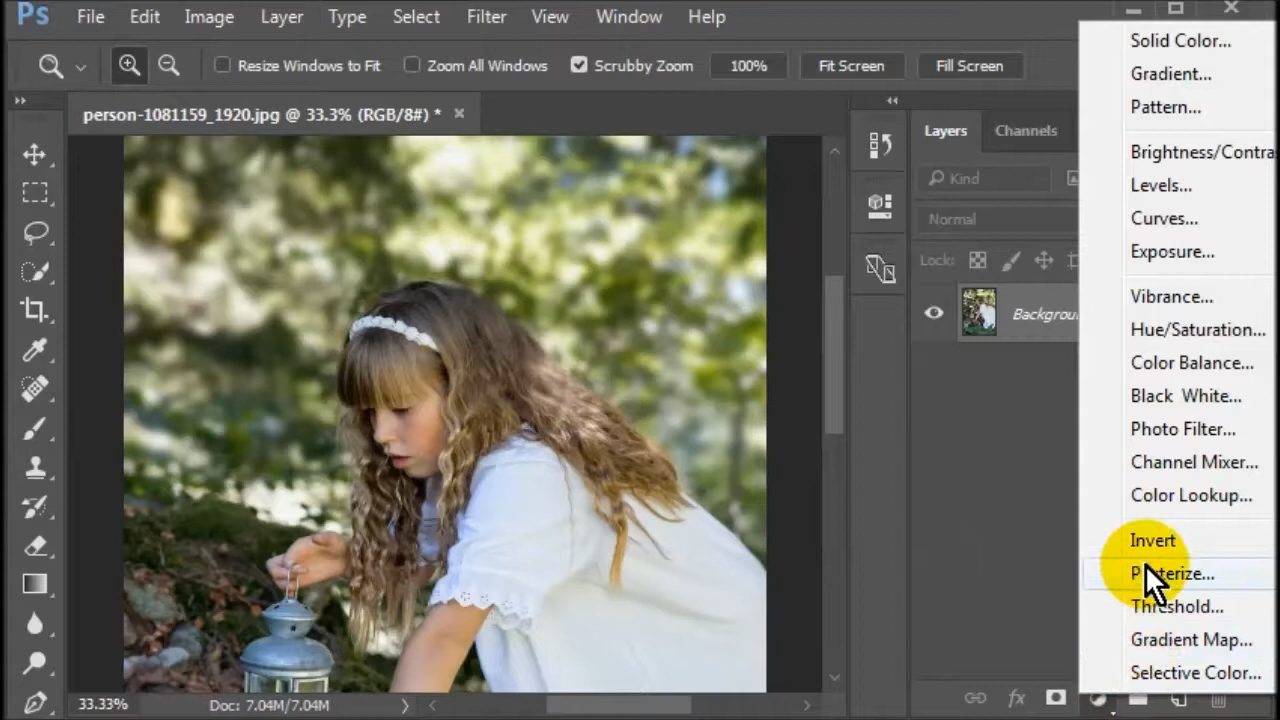 Ps File Edit Image Layer Type Select Filter View Window Help
Resize Windows to Fit Zoom All Windows Scrubby Zoom 100% Fit Screen Fill Screen
person-1081159_1920.jpg @ 33.3% (RGB/8#) *
Layers Channels
Kind
Normal
Lock:
Backgrou
Solid Color...
Gradient...
Pattern...
Brightness/Contra
Levels...
Curves...
Exposure...
Vibrance...
Hue/Saturation...
Color Balance...
Black  White...
Photo Filter...
Channel Mixer...
Color Lookup...
Invert
Posterize...
Threshold...
Gradient Map...
Selective Color...
33.33% Doc: 7.04M/7.04M
fx